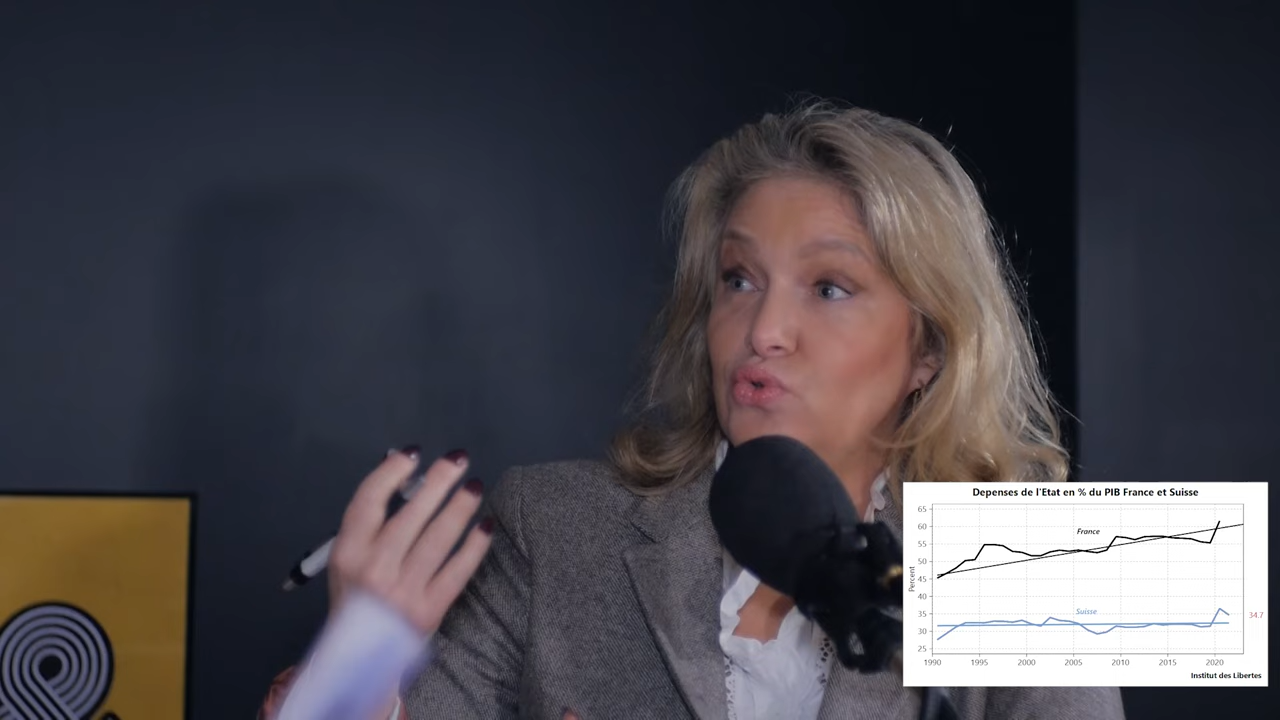 Depenses de l'Etat en % du PIB France et Suisse
65
60
55
50
45
40
35
30
25
Percent
France
Suisse
34.7
1990 1995 2000 2005 2010 2015 2020
Institut des Libertes